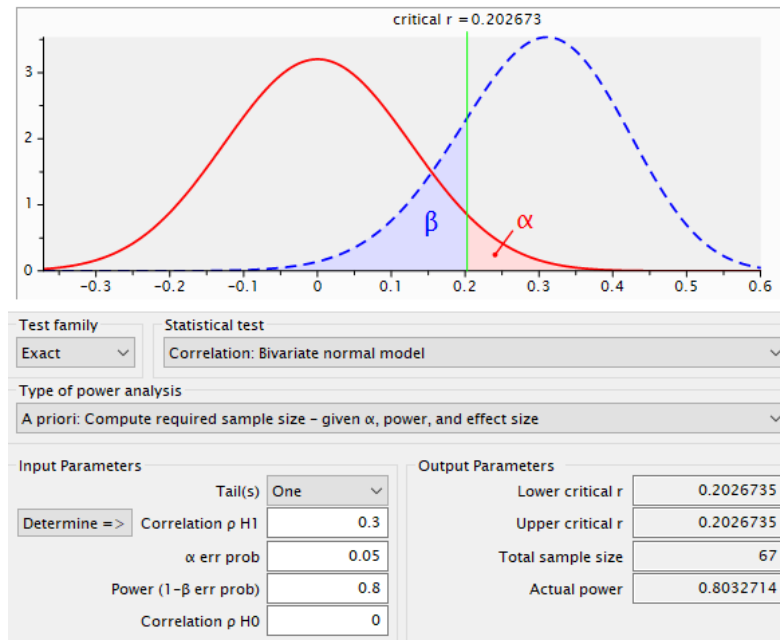 critical r = 0.202673
3
2
1
0
β
α
-0.3 -0.2 -0.1 0 0.1 0.2 0.3 0.4 0.5 0.6
Test family Statistical test
Exact Correlation: Bivariate normal model
Type of power analysis
A priori: Compute required sample size – given α, power, and effect size
Input Parameters Output Parameters
Tail(s) One Lower critical r 0.2026735
Determine => Correlation ρ H1 0.3 Upper critical r 0.2026735
α err prob 0.05 Total sample size 67
Power (1-β err prob) 0.8 Actual power 0.8032714
Correlation ρ H0 0